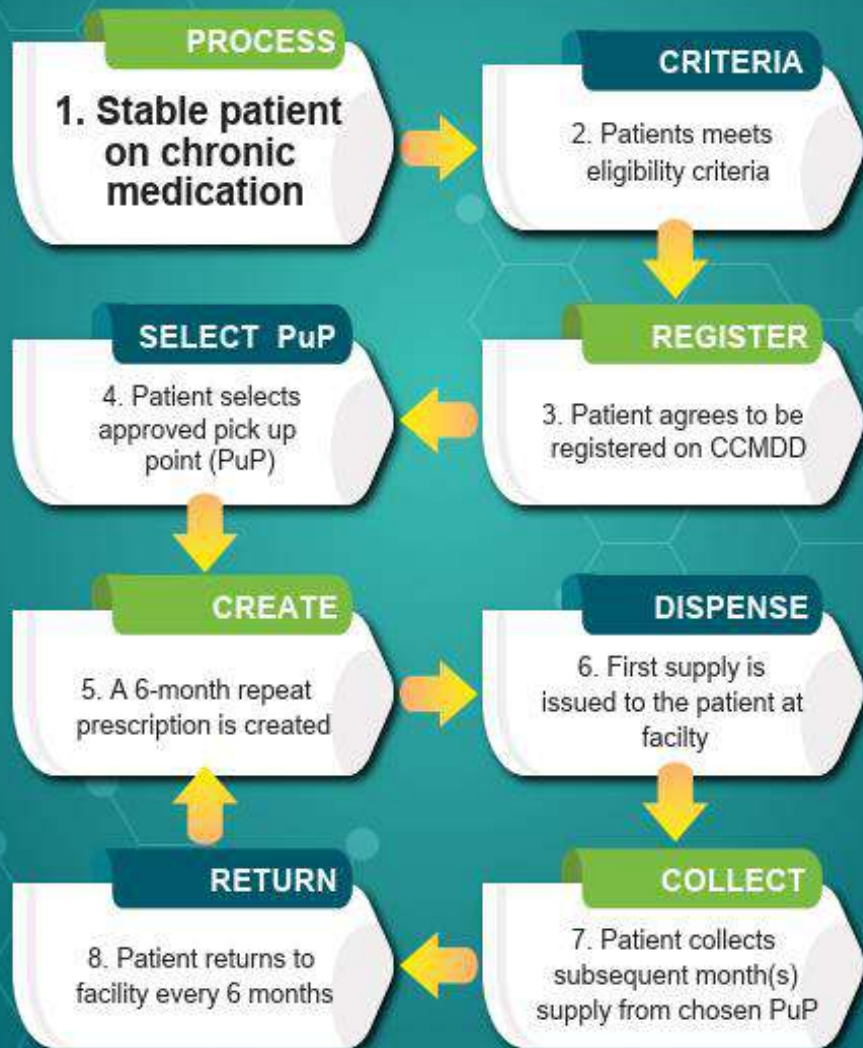 PROCESS
1. Stable patient
on chronic
medication
CRITERIA
2. Patients meets
eligibility criteria
REGISTER
3. Patient agrees to be
registered on CCMDD
SELECT PuP
4. Patient selects
approved pick up
point (PuP)
CREATE
5. A 6-month repeat
prescription is created
DISPENSE
6. First supply is
issued to the patient at
facilty
COLLECT
7. Patient collects
subsequent month(s)
supply from chosen PuP
RETURN
8. Patient returns to
facility every 6 months